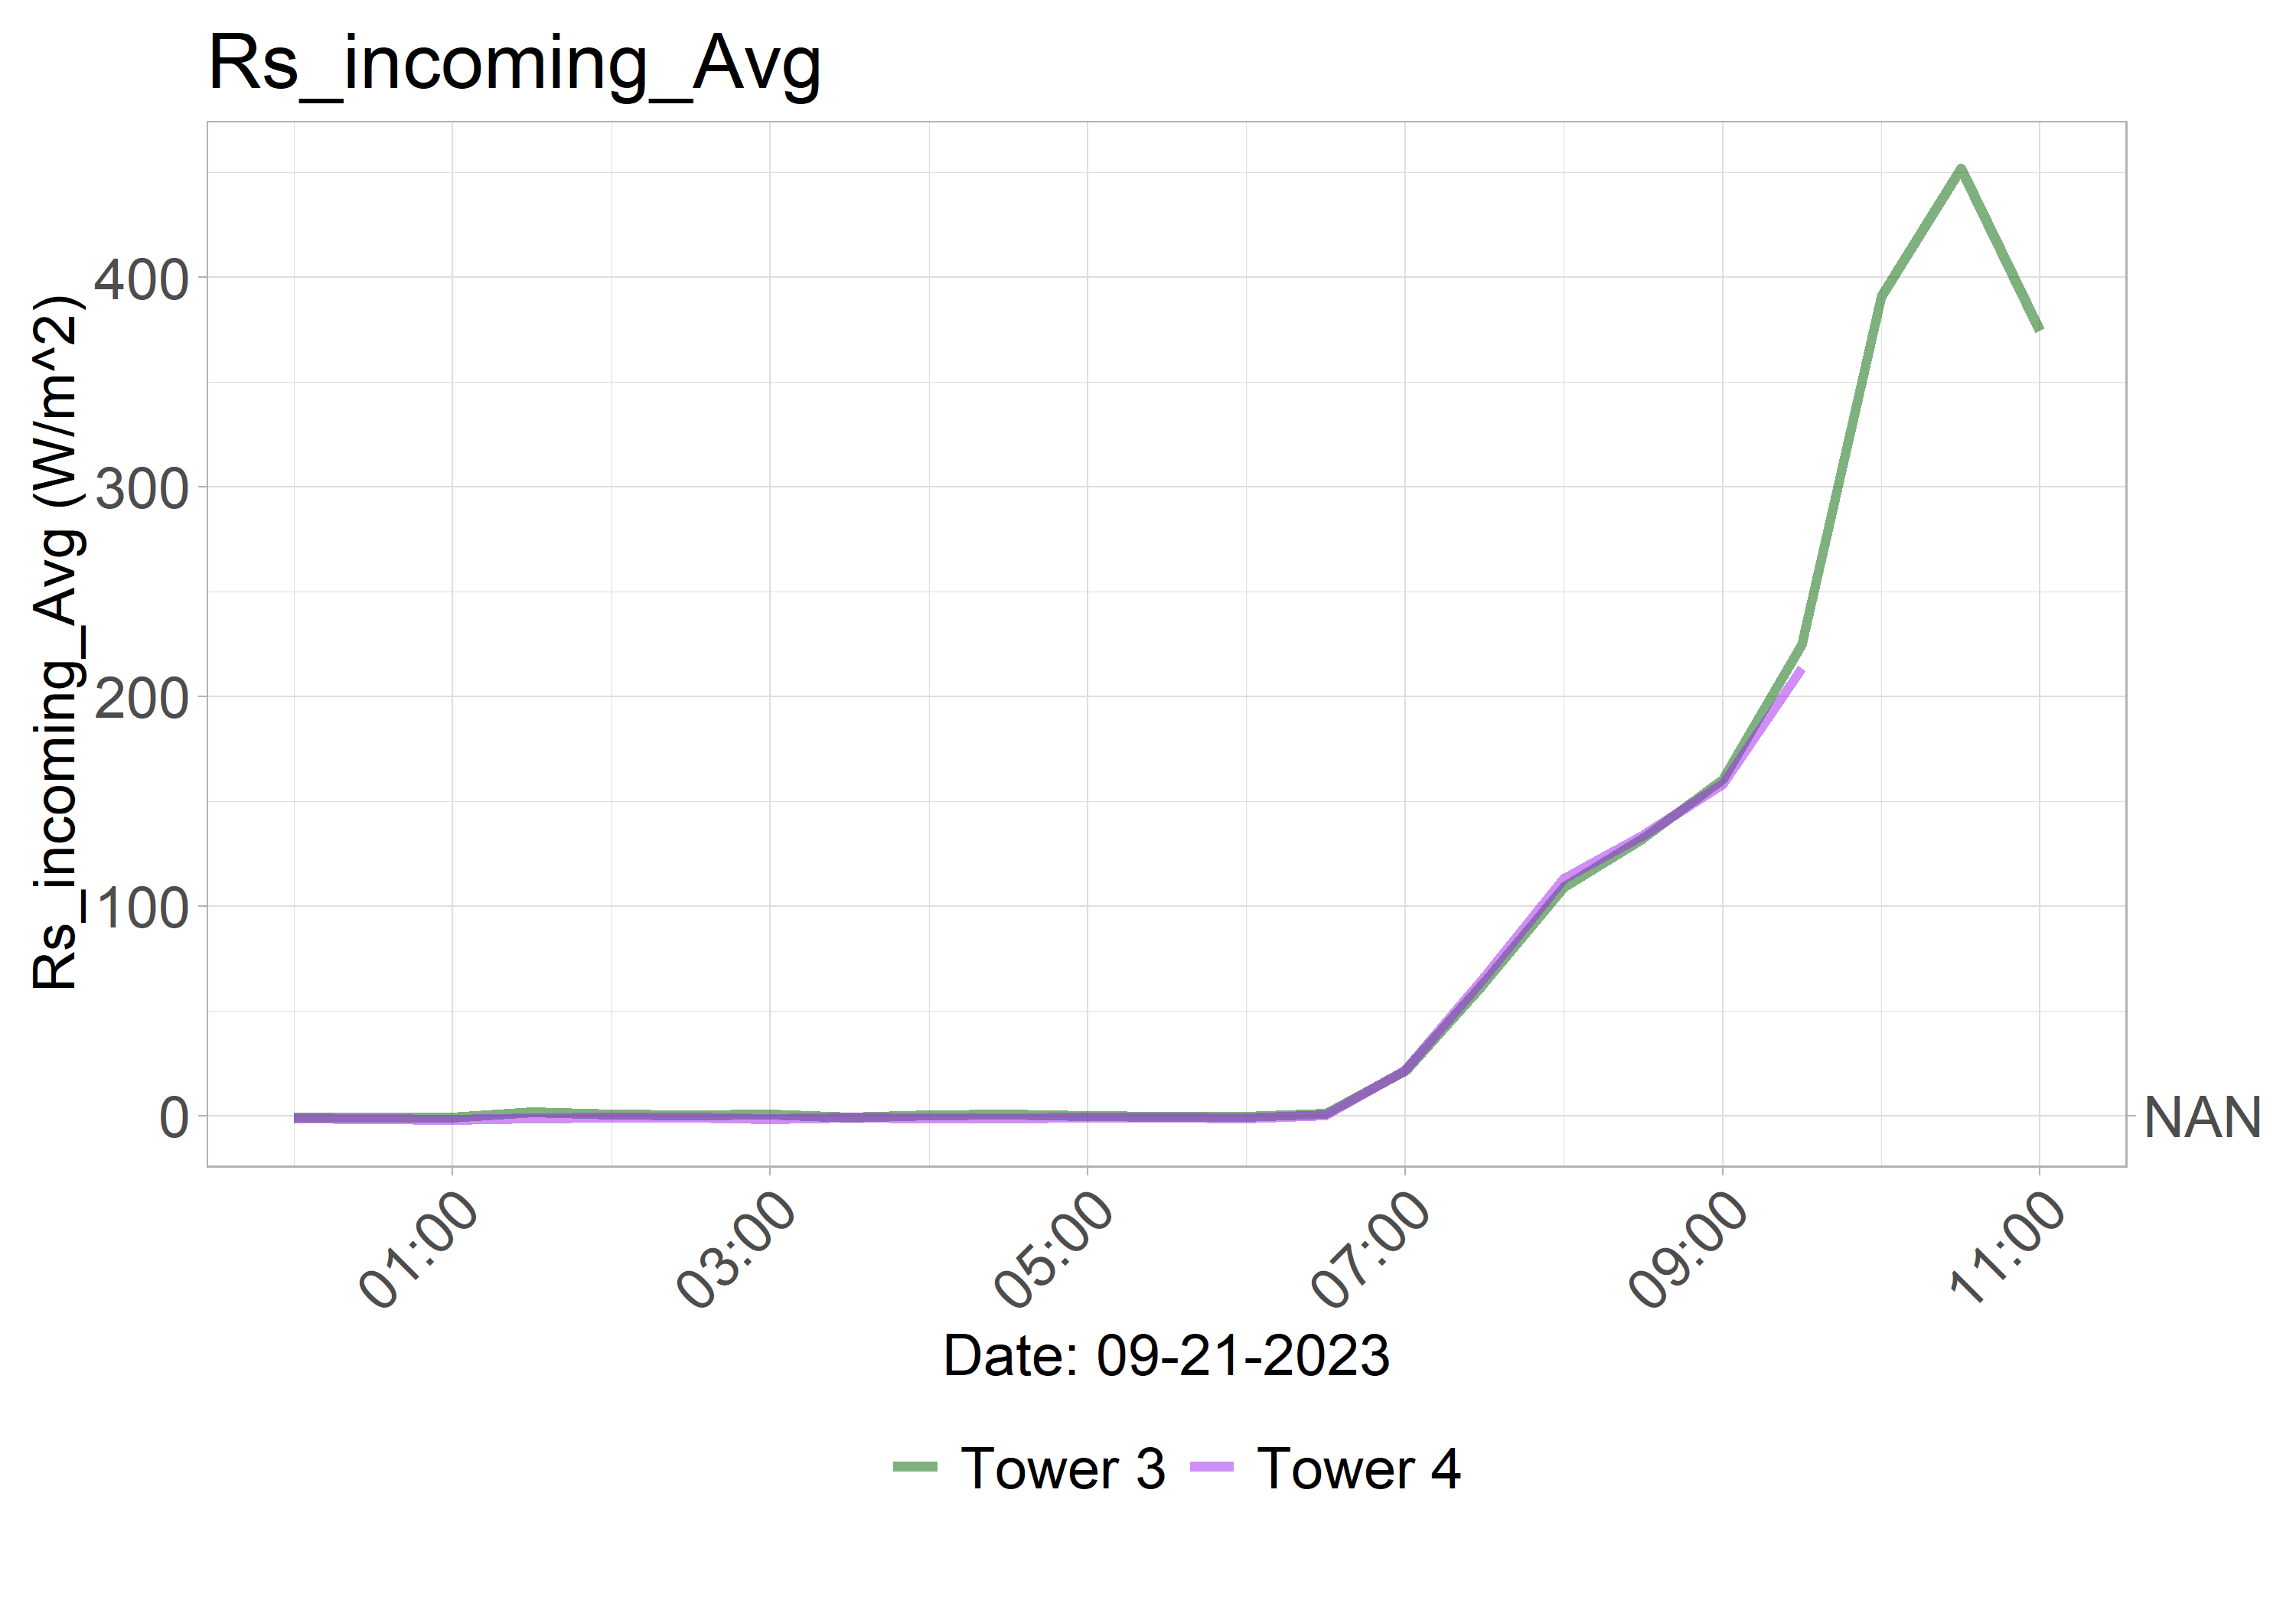 Rs_incoming_Avg
Rs_incoming_Avg (W/m^2)
400
300
200
100
0
NAN
01:00
03:00
05:00
07:00
09:00
11:00
Date: 09-21-2023
Tower 3
Tower 4